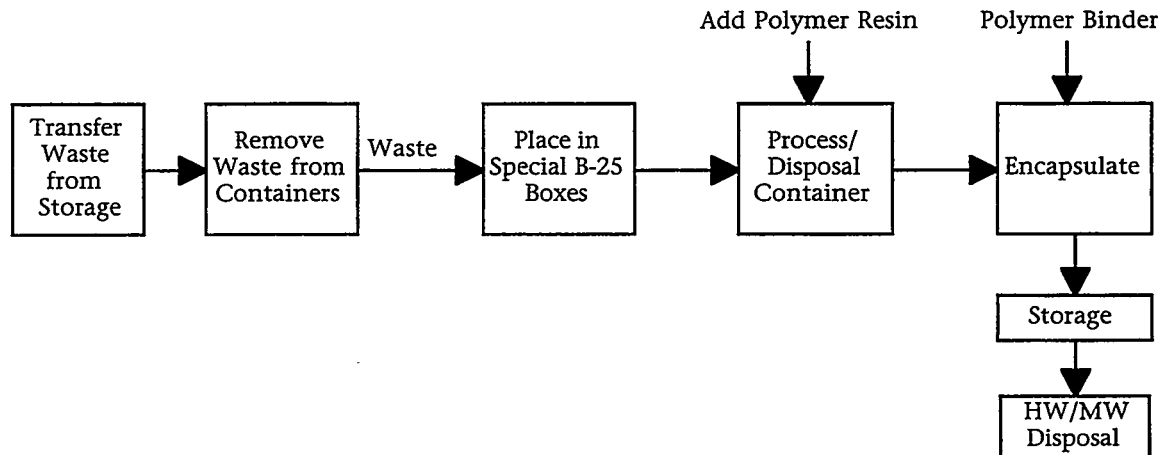 Add Polymer Resin
Polymer Binder
Transfer
Waste
from
Storage
Remove
Waste from
Containers
Waste
Place in
Special B-25
Boxes
Process/
Disposal
Container
Encapsulate
Storage
HW/MW
Disposal